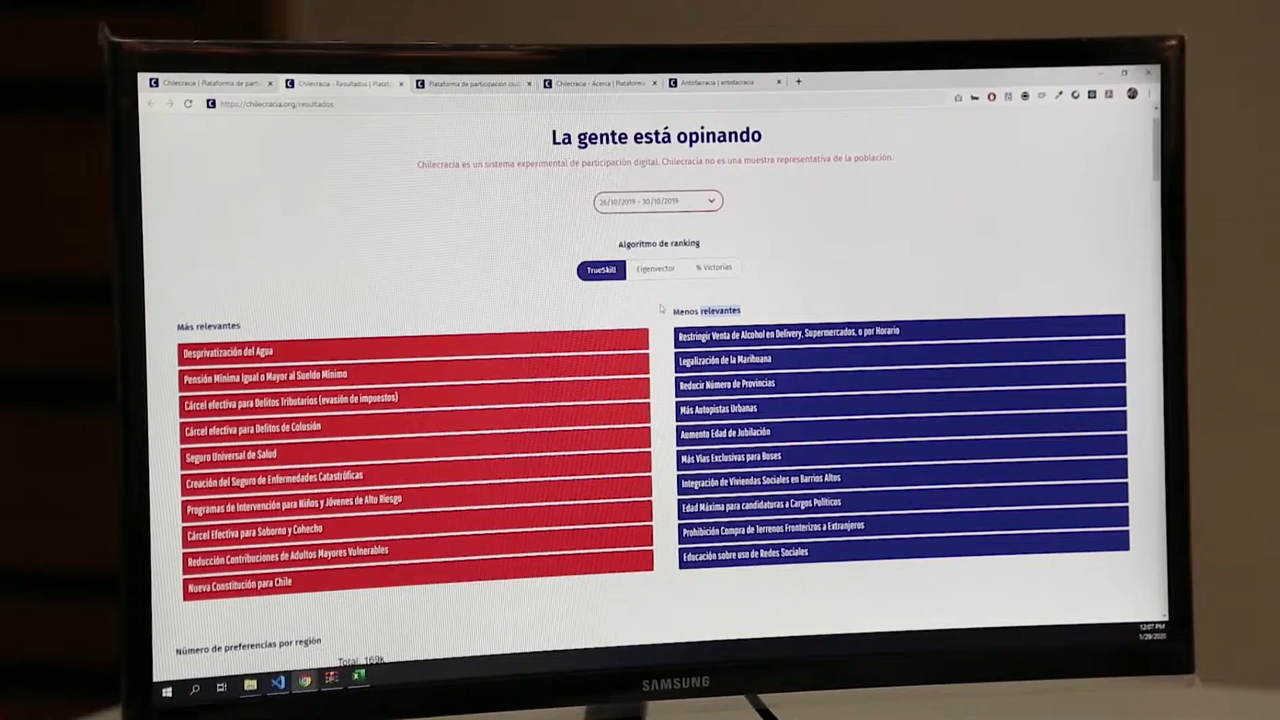 Chilecracia | Plataforma de parti
Chilecracia - Resultados | Plataf
Plataforma de participación ciu
Chilecracia - Acerca | Plataform
Antofacracia | antofacracia
https://chilecracia.org/resultados
La gente está opinando
Chilecracia es un sistema experimental de participación digital. Chilecracia no es una muestra representativa de la población.
26/10/2019 - 30/10/2019
Algoritmo de ranking
TrueSkill Eigenvector % Victorias
Más relevantes
Desprivatización del Agua
Pensión Mínima Igual o Mayor al Sueldo Mínimo
Cárcel efectiva para Delitos Tributarios (evasión de impuestos)
Cárcel efectiva para Delitos de Colusión
Seguro Universal de Salud
Creación del Seguro de Enfermedades Catastróficas
Programas de Intervención para Niños y Jóvenes de Alto Riesgo
Cárcel Efectiva para Soborno y Cohecho
Reducción Contribuciones de Adultos Mayores Vulnerables
Nueva Constitución para Chile
Menos relevantes
Restringir Venta de Alcohol en Delivery, Supermercados, o por Horario
Legalización de la Marihuana
Reducir Número de Provincias
Más Autopistas Urbanas
Aumento Edad de Jubilación
Más Vías Exclusivas para Buses
Integración de Viviendas Sociales en Barrios Altos
Edad Máxima para candidaturas a Cargos Políticos
Prohibición Compra de Terrenos Fronterizos a Extranjeros
Educación sobre uso de Redes Sociales
Número de preferencias por región
Total: 169k
12:07 PM
1/29/2020
SAMSUNG